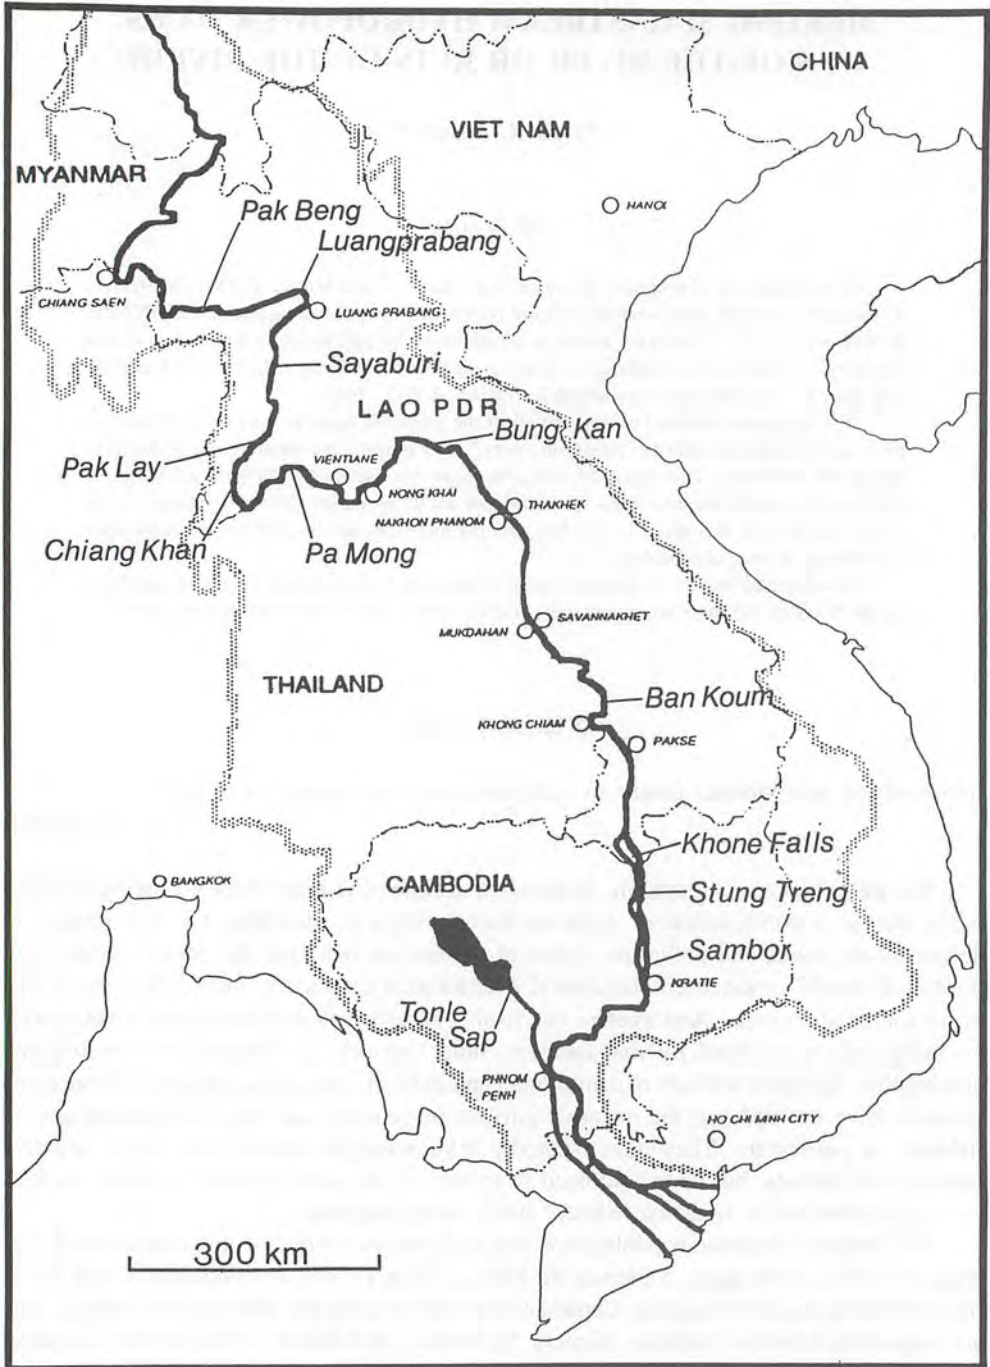 CHINA
VIET NAM
MYANMAR
HANOI
Pak Beng
Luangprabang
CHIANG SAEN
LUANG PRABANG
Sayaburi
LAO PDR
Bung Kan
Pak Lay
VIENTIANE
NONG KHAI
THAKHEK
NAKHON PHANOM
Chiang Khan
Pa Mong
SAVANNAKHET
MUKDAHAN
THAILAND
Ban Koum
KHONG CHIAM
PAKSE
Khone Falls
BANGKOK
CAMBODIA
Stung Treng
Sambor
KRATIE
Tonle
Sap
PHNOM
PENH
HO CHI MINH CITY
300 km